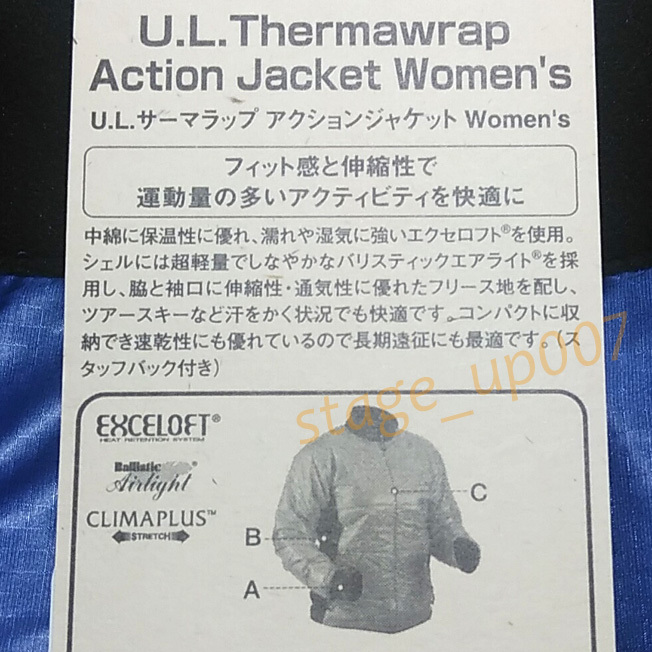 U.L.Thermawrap
Action Jacket Women's
U.L.サーマラップ アクションジャケット Women's
フィット感と伸縮性で
運動量の多いアクティビティを快適に
中綿に保温性に優れ、濡れや湿気に強いエクセロフト®を使用。
シェルには超軽量でしなやかなバリスティックエアライト®を採
用し、脇と袖口に伸縮性・通気性に優れたフリース地を配し、
ツアースキーなど汗をかく状況でも快適です。コンパクトに収
納でき速乾性にも優れているので長期遠征にも最適です。(ス
タッフバック付き)
stage_up007
EXCELOFT®
HEAT RETENTION SYSTEM
Ballistic®
Airlight
CLIMAPLUS™
STRETCH
C
B
A